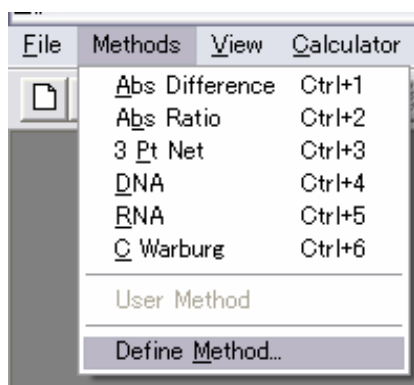 File Methods View Calculator
Abs Difference Ctrl+1
Abs Ratio Ctrl+2
3 Pt Net Ctrl+3
DNA Ctrl+4
RNA Ctrl+5
C Warburg Ctrl+6
User Method
Define Method...